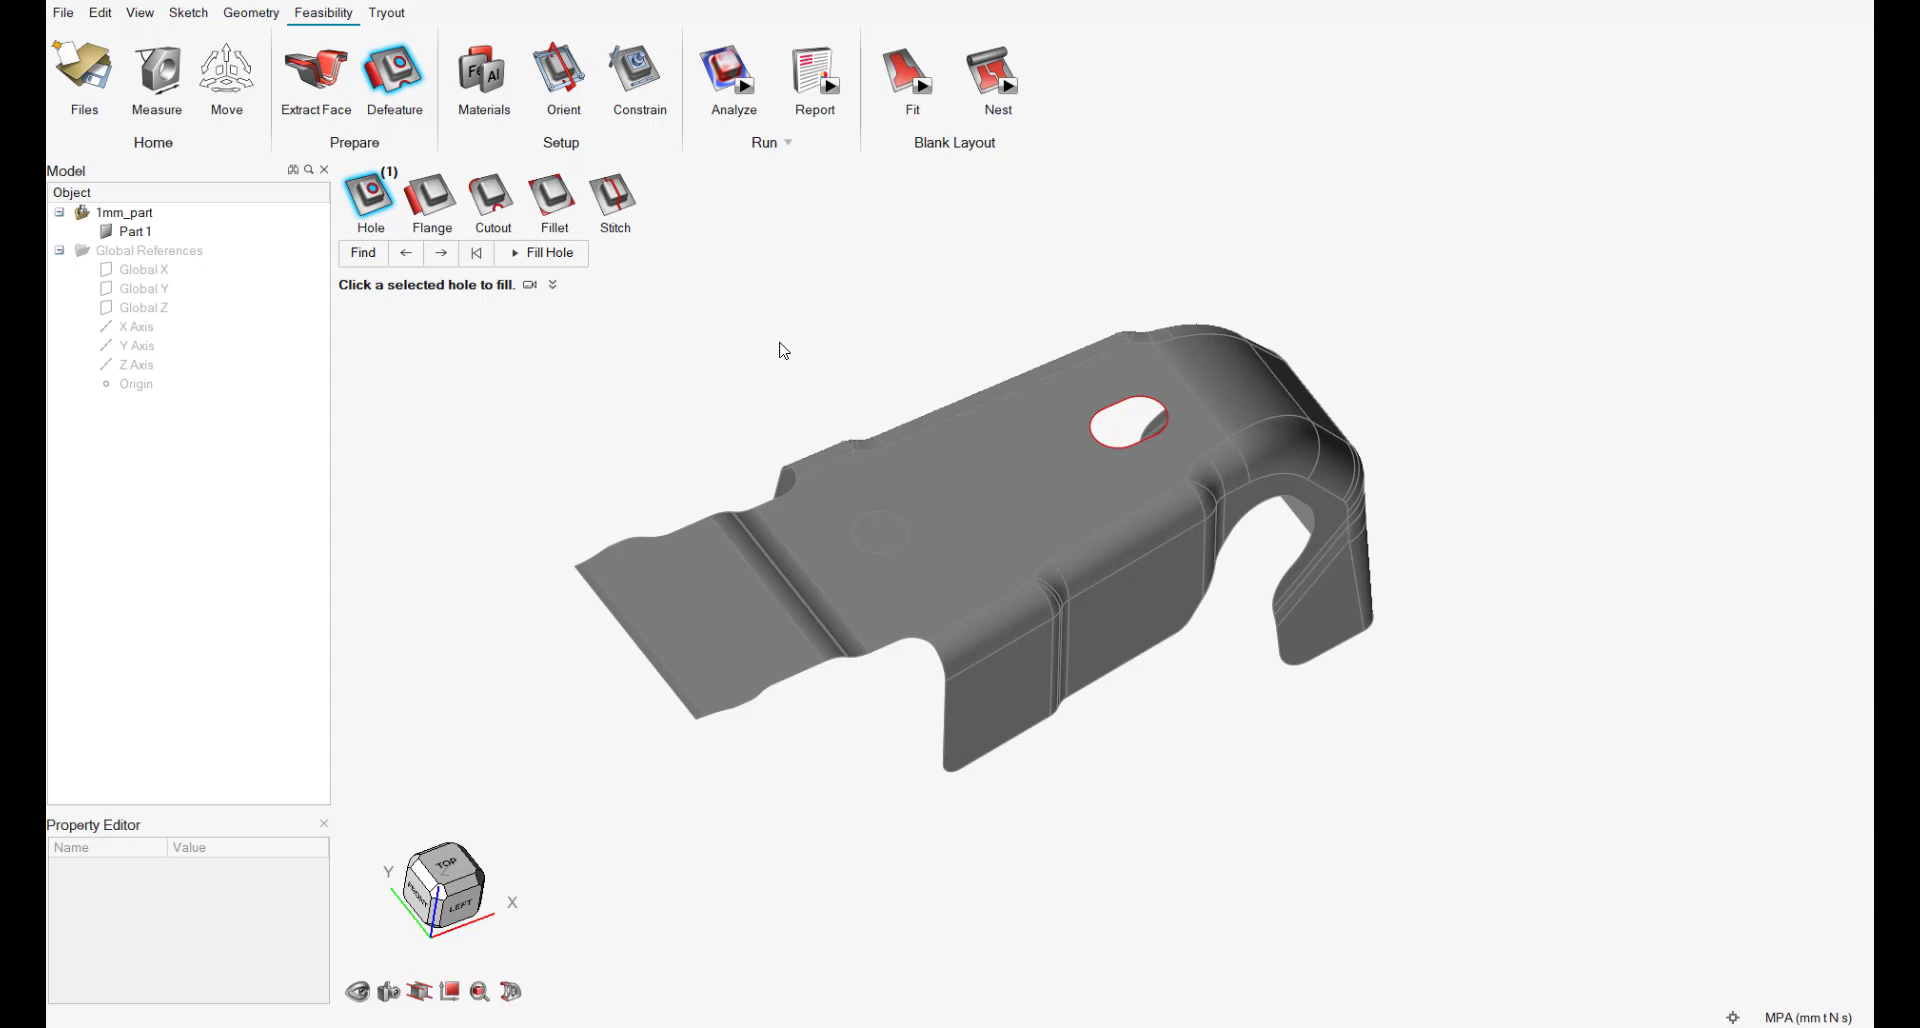 File Edit View Sketch Geometry Feasibility Tryout
Fe Al
Files Measure Move Extract Face Defeature Materials Orient Constrain Analyze Report Fit Nest
Home Prepare Setup Run Blank Layout
Model
Object
1mm_part
Part 1
Global References
Global X
Global Y
Global Z
X Axis
Y Axis
Z Axis
Origin
(1)
Hole Flange Cutout Fillet Stitch
Find Fill Hole
Click a selected hole to fill.
Property Editor
Name Value
TOP
Z
Y
FRONT LEFT
X
MPA (mm t N s)